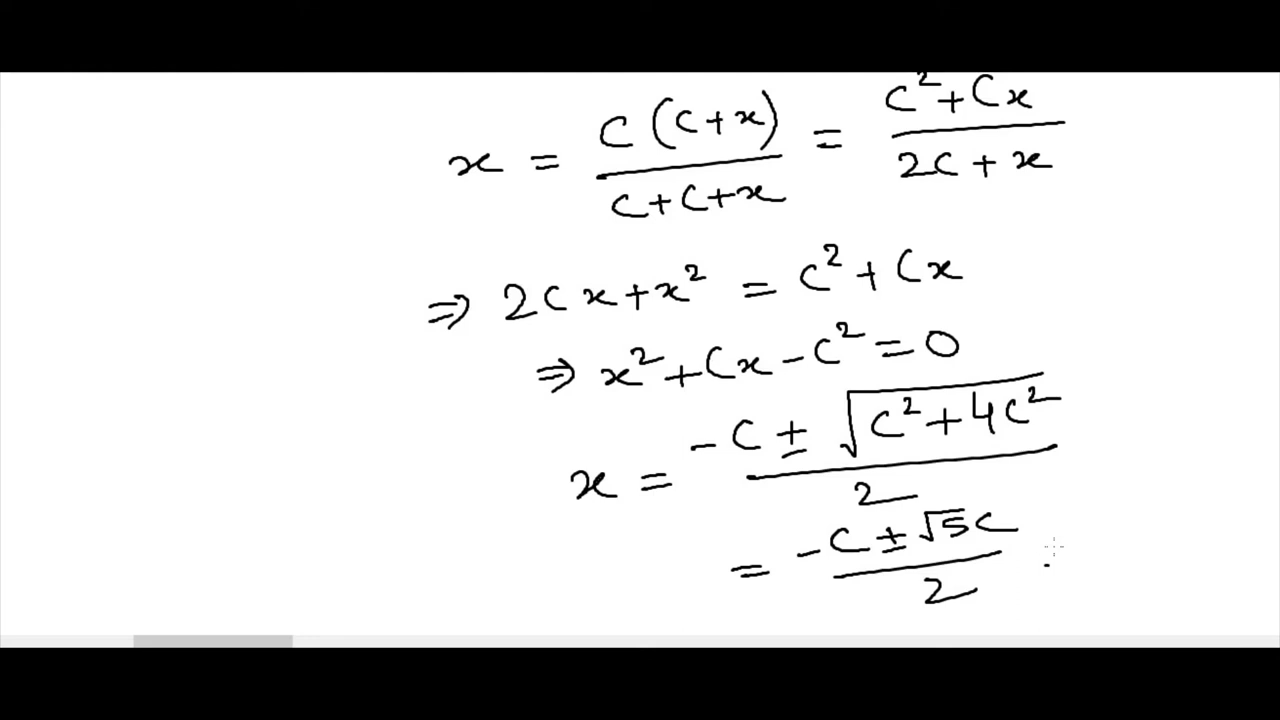 x = C (C+x) / C+C+x = C²+Cx / 2C+x
⇒ 2Cx+x² = C²+Cx
⇒ x²+Cx-C²=0
x = -C ± √C²+4C² / 2
= -C±√5C / 2